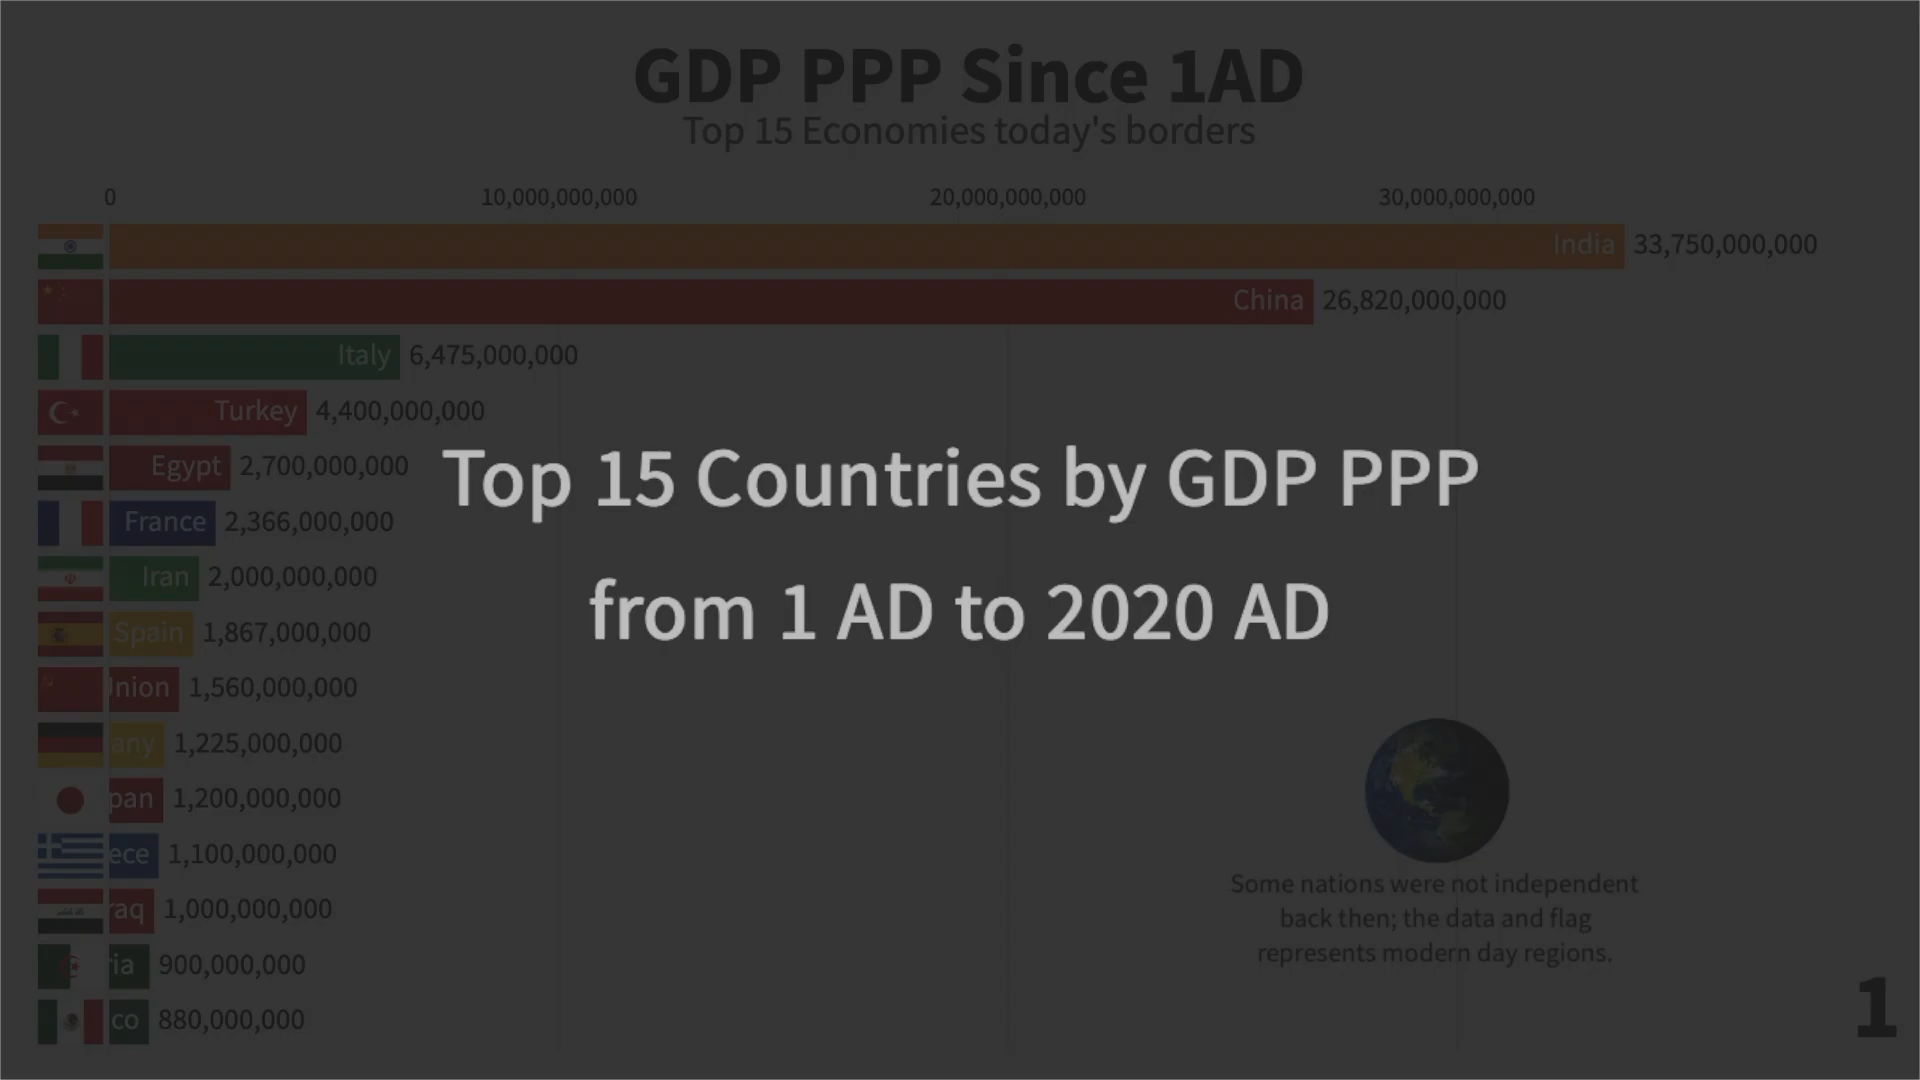 GDP PPP Since 1AD
Top 15 Economies today's borders
0 10,000,000,000 20,000,000,000 30,000,000,000
India 33,750,000,000
China 26,820,000,000
Italy 6,475,000,000
Turkey 4,400,000,000
Egypt 2,700,000,000
France 2,366,000,000
Top 15 Countries by GDP PPP
from 1 AD to 2020 AD
Iran 2,000,000,000
Spain 1,867,000,000
Union 1,560,000,000
any 1,225,000,000
pan 1,200,000,000
ece 1,100,000,000
raq 1,000,000,000
ria 900,000,000
co 880,000,000
Some nations were not independent
back then; the data and flag
represents modern day regions.
1